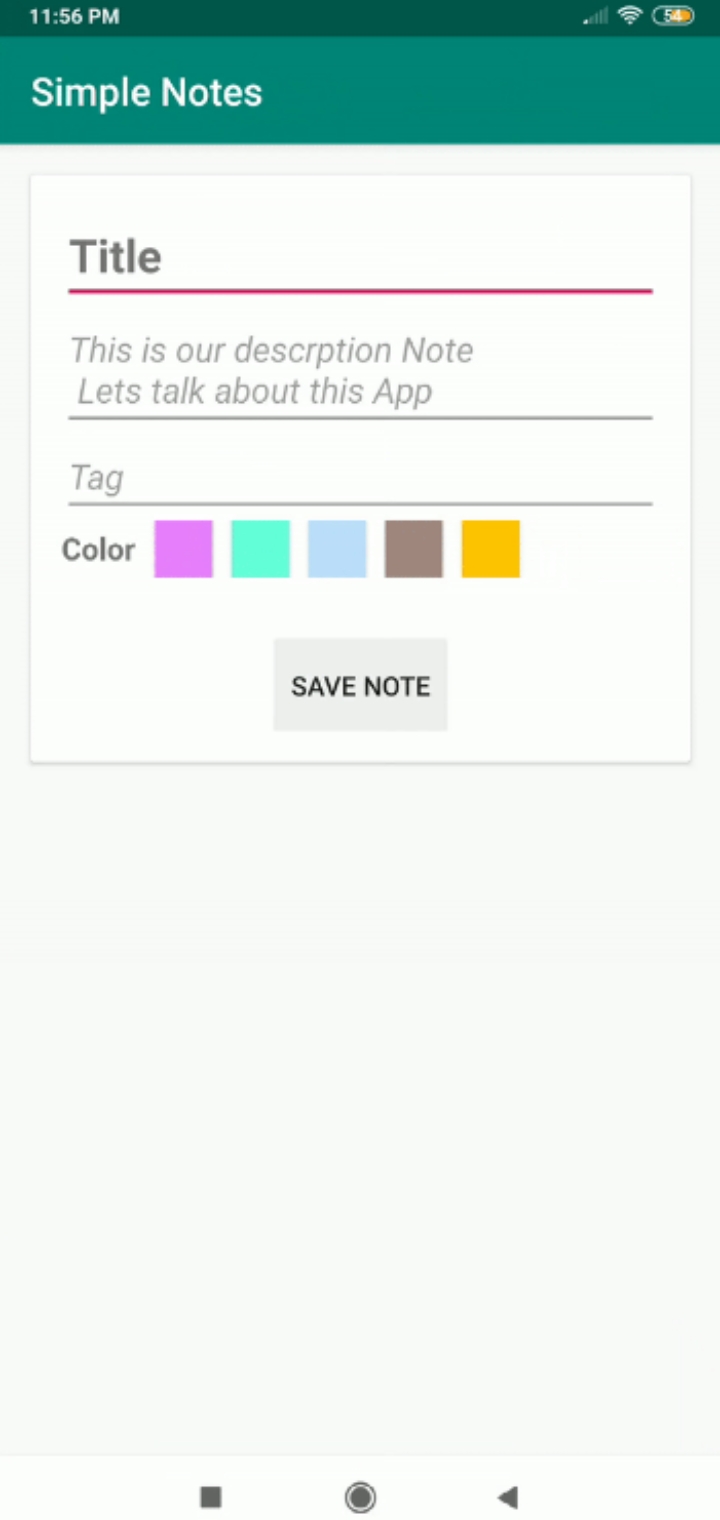 11:56 PM
54
Simple Notes
Title
This is our descrption Note
Lets talk about this App
Tag
Color
SAVE NOTE